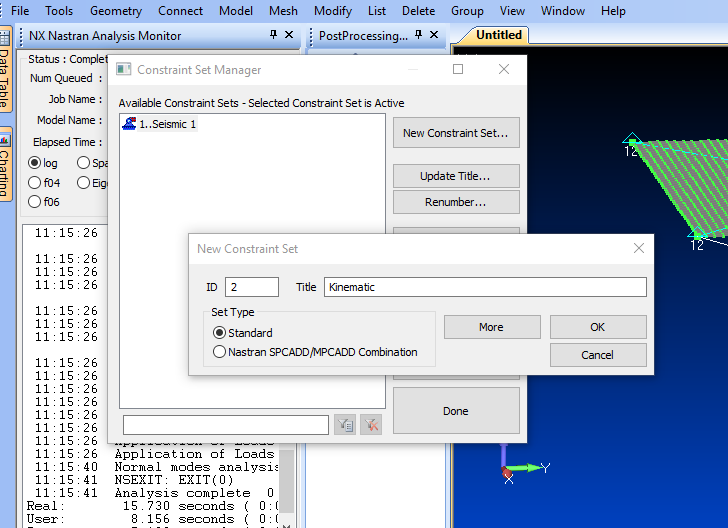 File Tools Geometry Connect Model Mesh Modify List Delete Group View Window Help
NX Nastran Analysis Monitor
PostProcessing...
Untitled
Data Table
Charting
Status : Complet
Num Queued :
Job Name :
Model Name :
Elapsed Time :
log
Spa
f04
Eige
f06
Constraint Set Manager
Available Constraint Sets - Selected Constraint Set is Active
1..Seismic 1
New Constraint Set...
Update Title...
Renumber...
Done
New Constraint Set
ID 2 Title Kinematic
Set Type
Standard
Nastran SPCADD/MPCADD Combination
More
OK
Cancel
11:15:26
11:15:26
11:15:26
11:15:26
11:15:26
11:15:26
11:15:26
11:15:26
11:15:26
11:15:26
11:15:26
11:15:26
11:15:26
11:15:26
11:15:26 Application of Loads
11:15:26 Application of Loads
11:15:40 Normal modes analysis
11:15:41 NSEXIT: EXIT(0)
11:15:41 Analysis complete 0
Real: 15.730 seconds ( 0:0
User: 8.156 seconds ( 0:0
12
12
Y
X